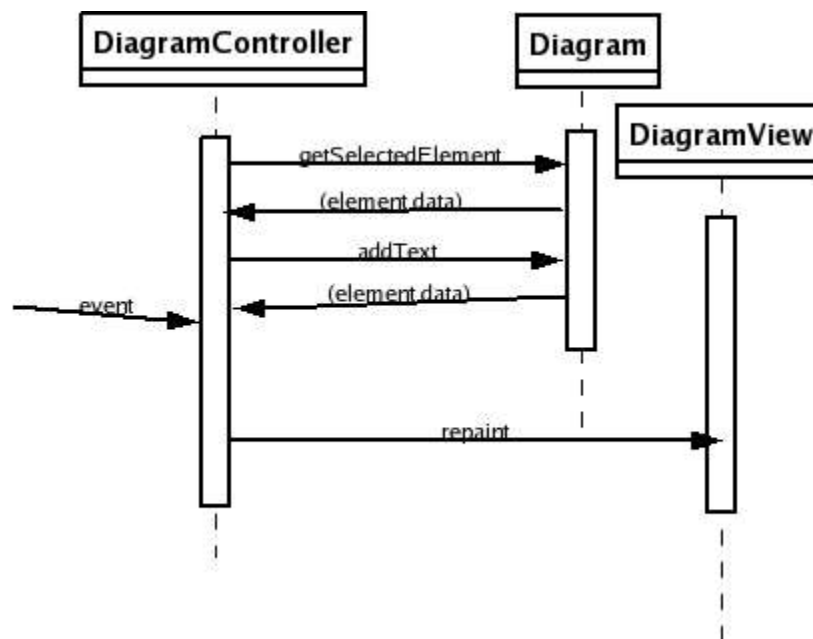 DiagramController
Diagram
DiagramView
getSelectedElement
(element data)
addText
(element data)
event
repaint